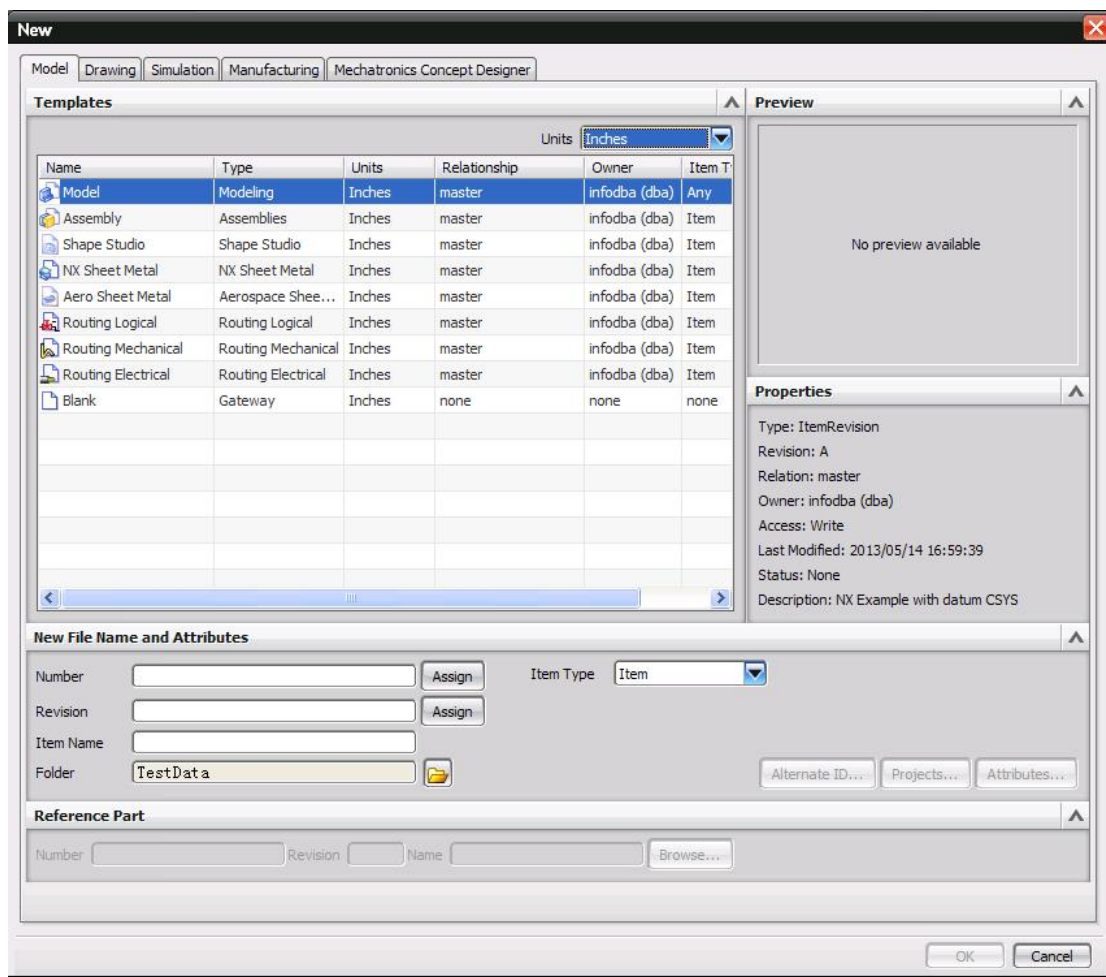 New
Model Drawing Simulation Manufacturing Mechatronics Concept Designer
Templates
Units Inches
Name Type Units Relationship Owner Item T
Model Modeling Inches master infodba (dba) Any
Assembly Assemblies Inches master infodba (dba) Item
Shape Studio Shape Studio Inches master infodba (dba) Item
NX Sheet Metal NX Sheet Metal Inches master infodba (dba) Item
Aero Sheet Metal Aerospace Shee... Inches master infodba (dba) Item
Routing Logical Routing Logical Inches master infodba (dba) Item
Routing Mechanical Routing Mechanical Inches master infodba (dba) Item
Routing Electrical Routing Electrical Inches master infodba (dba) Item
Blank Gateway Inches none none none
Preview
No preview available
Properties
Type: ItemRevision
Revision: A
Relation: master
Owner: infodba (dba)
Access: Write
Last Modified: 2013/05/14 16:59:39
Status: None
Description: NX Example with datum CSYS
New File Name and Attributes
Number Assign Item Type Item
Revision Assign
Item Name
Folder TestData
Alternate ID... Projects... Attributes...
Reference Part
Number Revision Name Browse...
OK Cancel